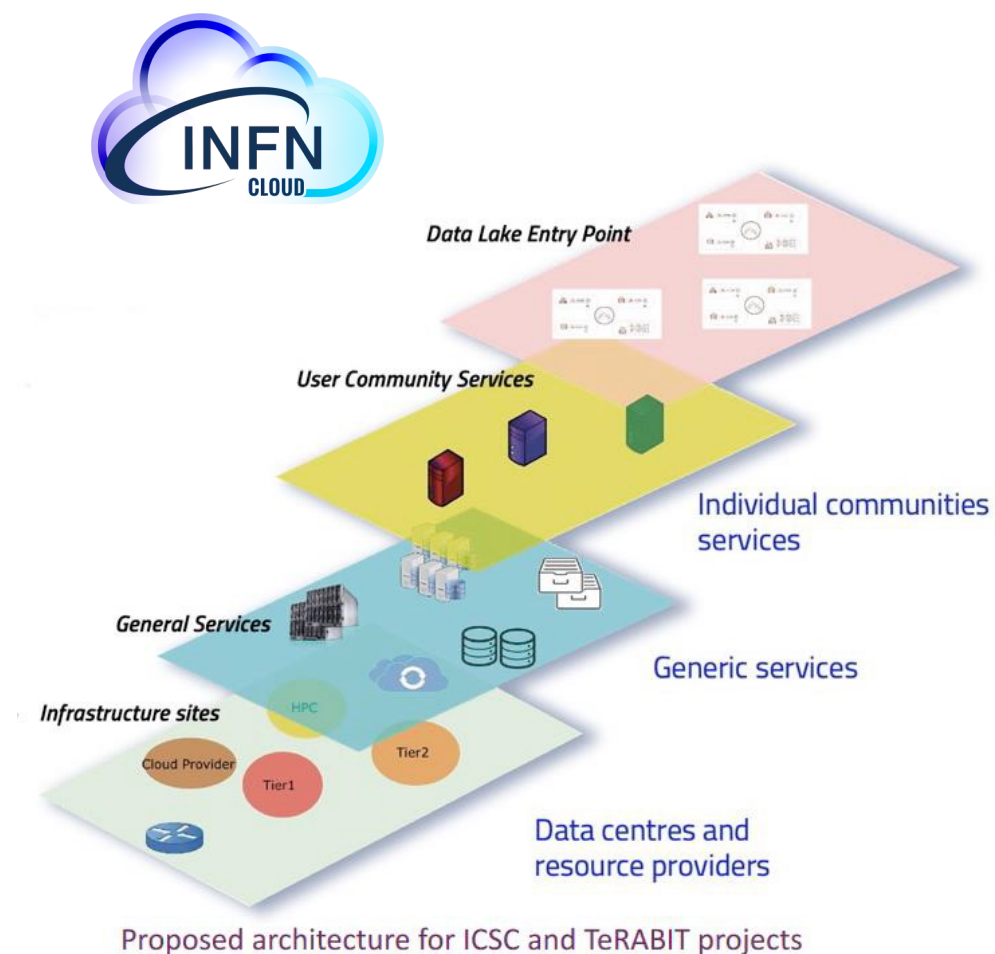 INFN
CLOUD
Data Lake Entry Point
User Community Services
Individual communities
services
General Services
Generic services
Infrastructure sites
HPC
Cloud Provider
Tier2
Tier1
Data centres and
resource providers
Proposed architecture for ICSC and TeRABIT projects